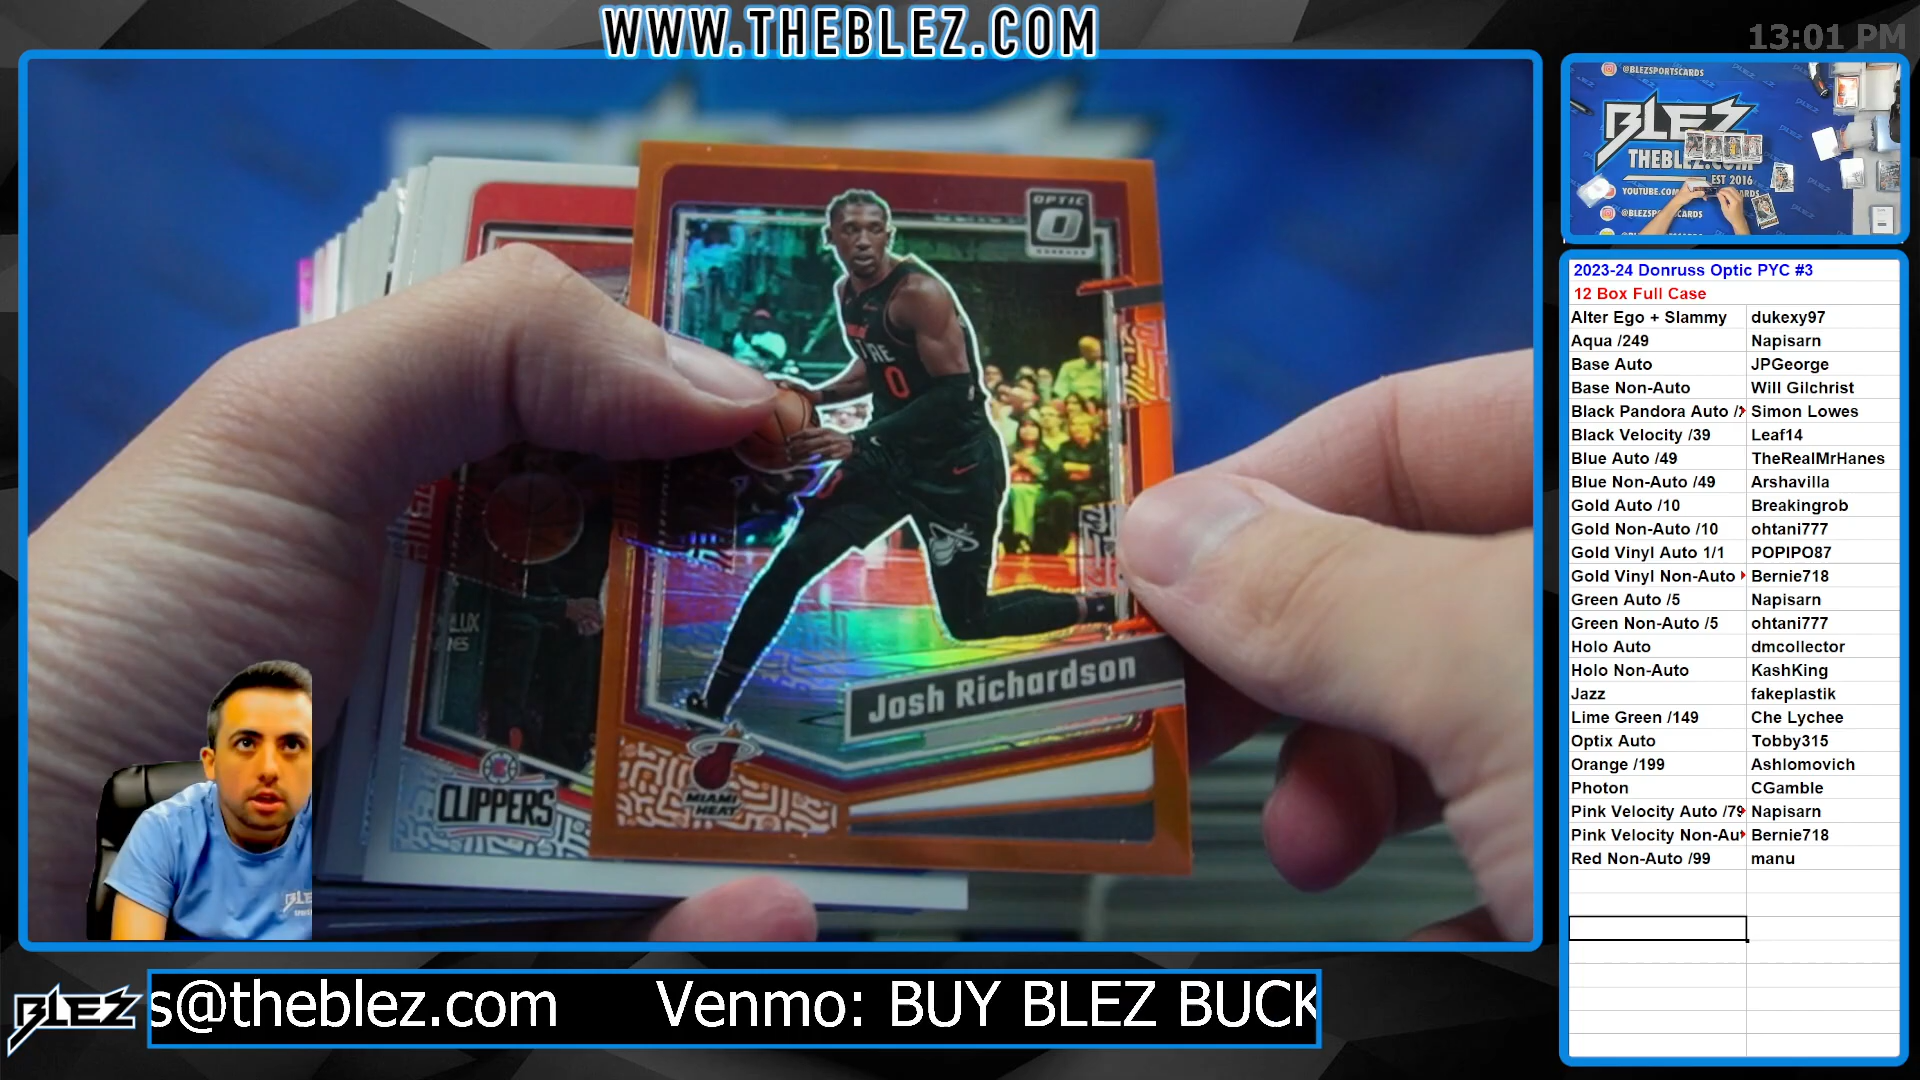 WWW.THEBLEZ.COM
13:01 PM
@BLEZSPORTSCARDS
BLEZ
THEBLEZ.COM
EST 2016
OPTIC
O
0
Josh Richardson
MIAMI
HEAT
CLIPPERS
2023-24 Donruss Optic PYC #3
12 Box Full Case
Alter Ego + Slammy dukexy97
Aqua /249 Napisarn
Base Auto JPGeorge
Base Non-Auto Will Gilchrist
Black Pandora Auto / Simon Lowes
Black Velocity /39 Leaf14
Blue Auto /49 TheRealMrHanes
Blue Non-Auto /49 Arshavilla
Gold Auto /10 Breakingrob
Gold Non-Auto /10 ohtani777
Gold Vinyl Auto 1/1 POPIPO87
Gold Vinyl Non-Auto Bernie718
Green Auto /5 Napisarn
Green Non-Auto /5 ohtani777
Holo Auto dmcollector
Holo Non-Auto KashKing
Jazz fakeplastik
Lime Green /149 Che Lychee
Optix Auto Tobby315
Orange /199 Ashlomovich
Photon CGamble
Pink Velocity Auto /79 Napisarn
Pink Velocity Non-Au Bernie718
Red Non-Auto /99 manu
BLEZ
s@theblez.com Venmo: BUY BLEZ BUCK